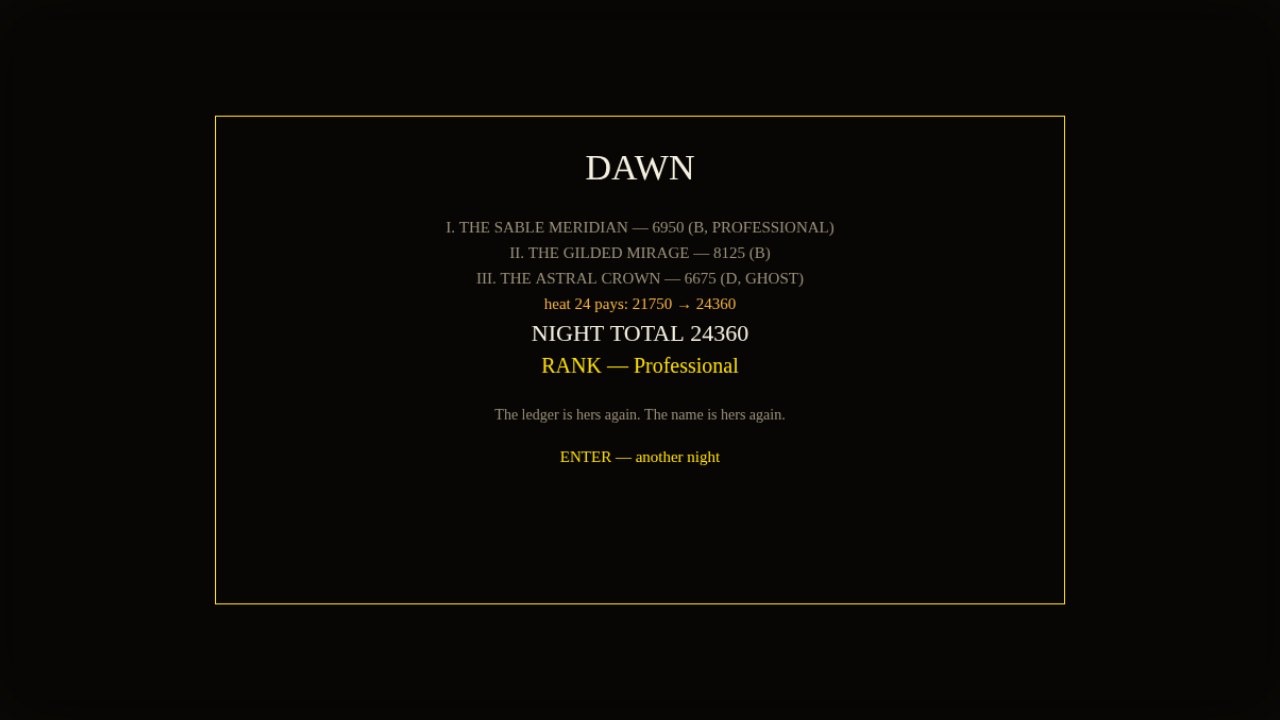 DAWN
I. THE SABLE MERIDIAN — 6950 (B, PROFESSIONAL)
II. THE GILDED MIRAGE — 8125 (B)
III. THE ASTRAL CROWN — 6675 (D, GHOST)
heat 24 pays: 21750 → 24360
NIGHT TOTAL 24360
RANK — Professional
The ledger is hers again. The name is hers again.
ENTER — another night